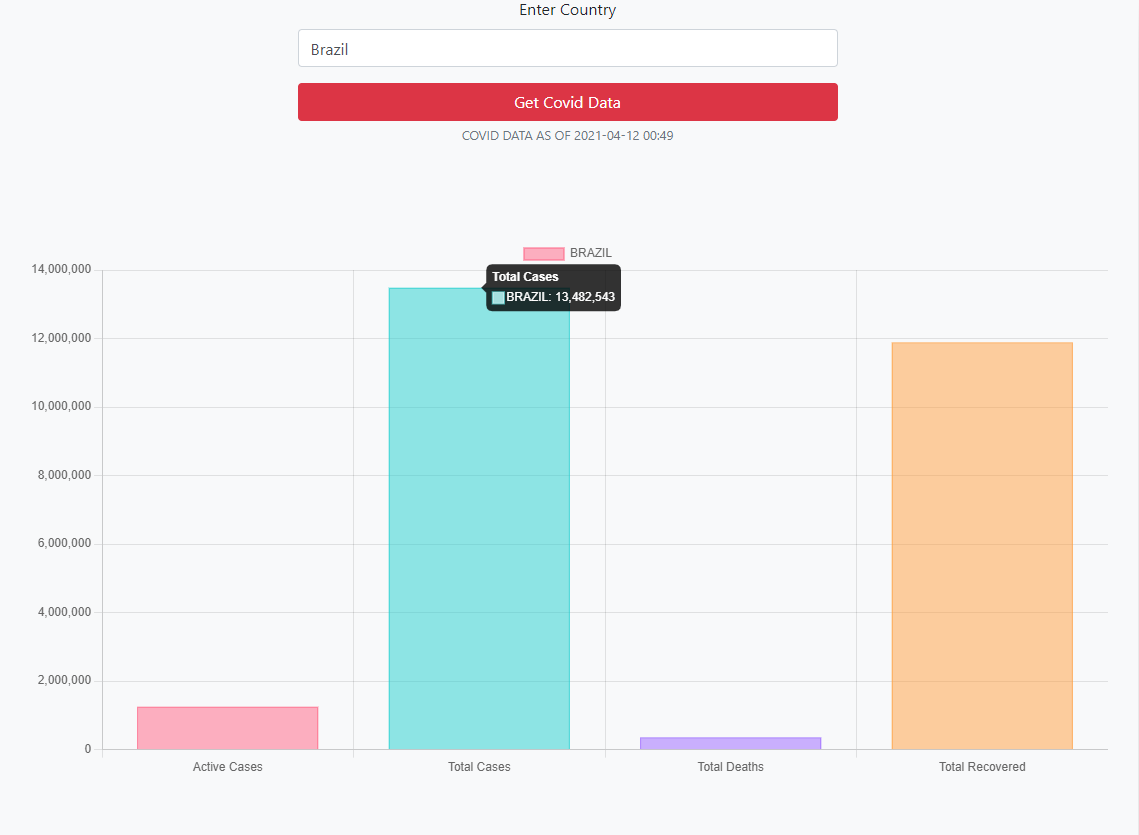 Enter Country
Brazil
Get Covid Data
COVID DATA AS OF 2021-04-12 00:49
BRAZIL
14,000,000
Total Cases
BRAZIL: 13,482,543
12,000,000
10,000,000
8,000,000
6,000,000
4,000,000
2,000,000
0
Active Cases
Total Cases
Total Deaths
Total Recovered